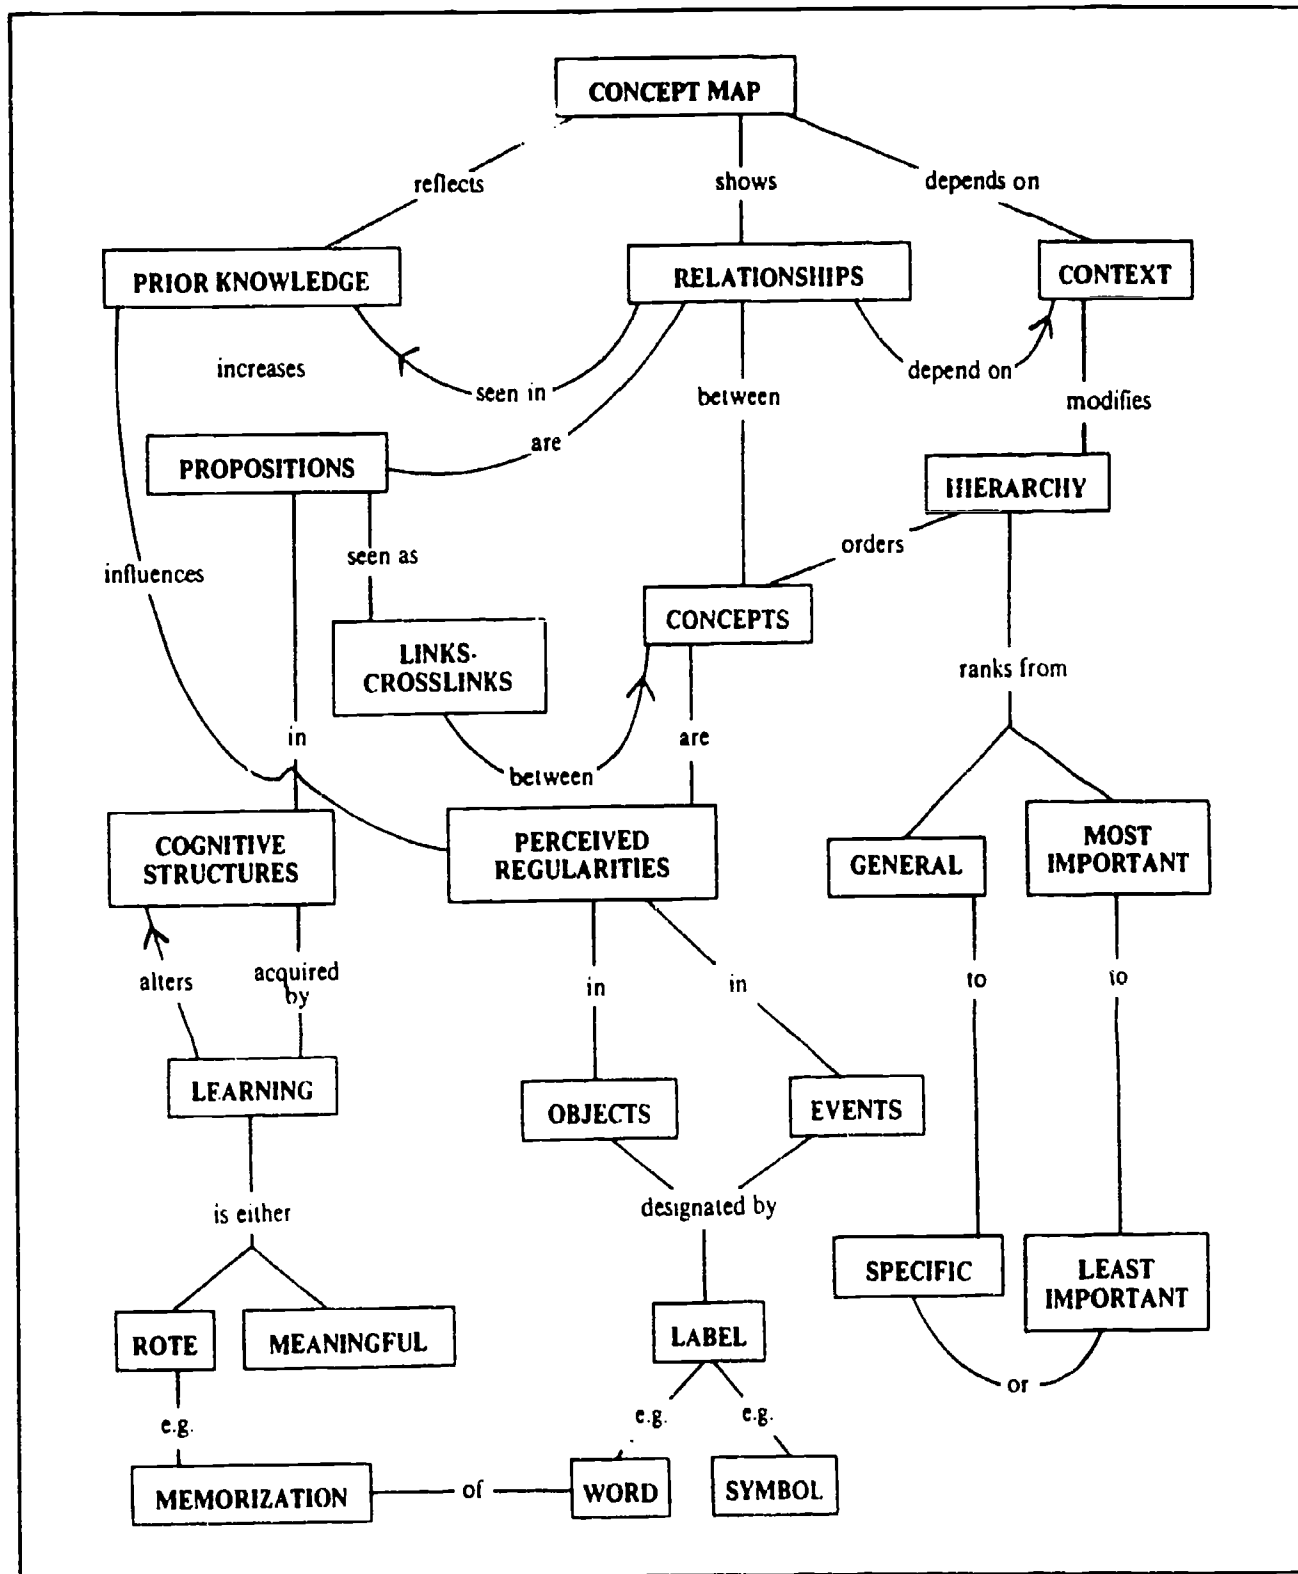 CONCEPT MAP
reflects
shows
depends on
PRIOR KNOWLEDGE
RELATIONSHIPS
CONTEXT
increases
seen in
between
depend on
modifies
are
PROPOSITIONS
HIERARCHY
seen as
orders
influences
CONCEPTS
LINKS-
CROSSLINKS
ranks from
in
between
are
COGNITIVE
STRUCTURES
PERCEIVED
REGULARITIES
GENERAL
MOST
IMPORTANT
alters
acquired
by
in
in
to
to
LEARNING
OBJECTS
EVENTS
is either
designated by
SPECIFIC
LEAST
IMPORTANT
ROTE
MEANINGFUL
LABEL
or
e.g.
e.g.
e.g.
MEMORIZATION
of
WORD
SYMBOL